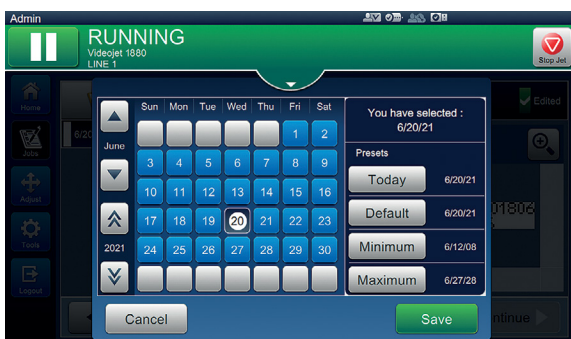 Admin
RUNNING
Videojet 1880
LINE 1
Stop Jet
Home
Jobs
Adjust
Tools
Logout
6/20
Edited
01806
ntinue
June
2021
Sun Mon Tue Wed Thu Fri Sat
1 2
3 4 5 6 7 8 9
10 11 12 13 14 15 16
17 18 19 20 21 22 23
24 25 26 27 28 29 30
You have selected :
6/20/21
Presets
Today 6/20/21
Default 6/20/21
Minimum 6/12/08
Maximum 6/27/28
Cancel
Save